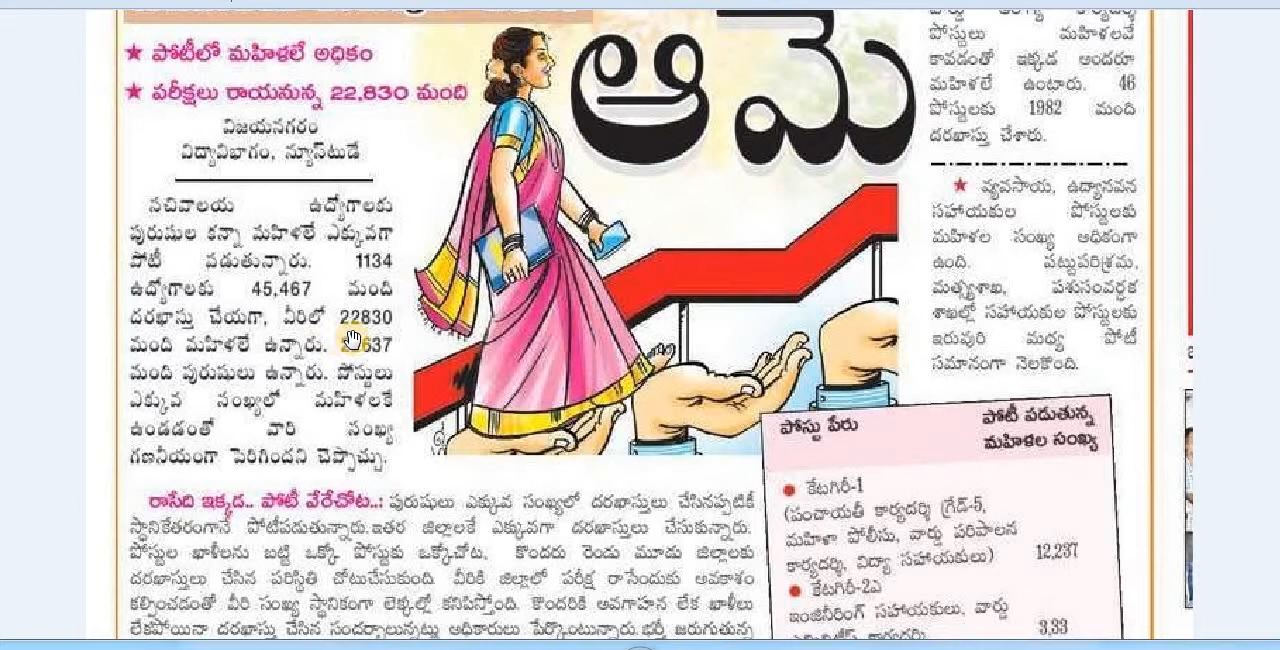 ★ పోటీలో మహిళలే అధికం
★ పరీక్షలు రాయనున్న 22,830 మంది
విజయనగరం
విద్యావిభాగం, న్యూస్‌టుడే
సచివాలయ ఉద్యోగాలకు
పురుషుల కన్నా మహిళలే ఎక్కువగా
పోటీ పడుతున్నారు. 1134
ఉద్యోగాలకు 45,467 మంది
దరఖాస్తు చేయగా, వీరిలో 22830
మంది మహిళలే ఉన్నారు. 637
మంది పురుషులు ఉన్నారు. పోస్టులు
ఎక్కువ సంఖ్యలో మహిళలకే
ఉండడంతో వారి సంఖ్య
గణనీయంగా పెరిగిందని చెప్పొచ్చు.
ఆమె
పోస్టులు మహిళలవే
కావడంతో ఇక్కడ అందరూ
మహిళలే ఉంటారు. 46
పోస్టులకు 1982 మంది
దరఖాస్తు చేశారు.
★ వ్యవసాయ, ఉద్యానవన
సహాయకుల పోస్టులకు
మహిళల సంఖ్య అధికంగా
ఉంది. పట్టుపరిశ్రమ,
మత్స్యశాఖ, పశుసంవర్ధక
శాఖల్లో సహాయకుల పోస్టులకు
ఇరువురి మధ్య పోటీ
సమానంగా నెలకొంది.
రాసేది ఇక్కడ.. పోటీ వేరేచోట..: పురుషులు ఎక్కువ సంఖ్యలో దరఖాస్తులు చేసినప్పటికీ
స్థానికేతరంగానే పోటీపడుతున్నారు.ఇతర జిల్లాలకే ఎక్కువగా దరఖాస్తులు చేసుకున్నారు.
పోస్టుల ఖాళీలను బట్టి ఒక్కో పోస్టుకు ఒక్కోచోట, కొందరు రెండు మూడు జిల్లాలకు
దరఖాస్తులు చేసిన పరిస్థితి చోటుచేసుకుంది. వీరికి జిల్లాలో పరీక్ష రాసేందుకు అవకాశం
కల్పించడంతో వీరి సంఖ్య స్థానికంగా లెక్కల్లో కనిపిస్తోంది. కొందరికి అవగాహన లేక ఖాళీలు
లేకపోయినా దరఖాస్తు చేసిన సందర్భాలున్నట్లు అధికారులు పేర్కొంటున్నారు. భర్తీ జరుగుతున్న
పోస్టు పేరు పోటీ పడుతున్న
మహిళల సంఖ్య
● కేటగిరీ-1
(పంచాయతీ కార్యదర్శి గ్రేడ్-5,
మహిళా పోలీసు, వార్డు పరిపాలన
కార్యదర్శి, విద్యా సహాయకులు) 12,237
● కేటగిరీ-2ఎ
ఇంజినీరింగ్ సహాయకులు, వార్డు
3,33